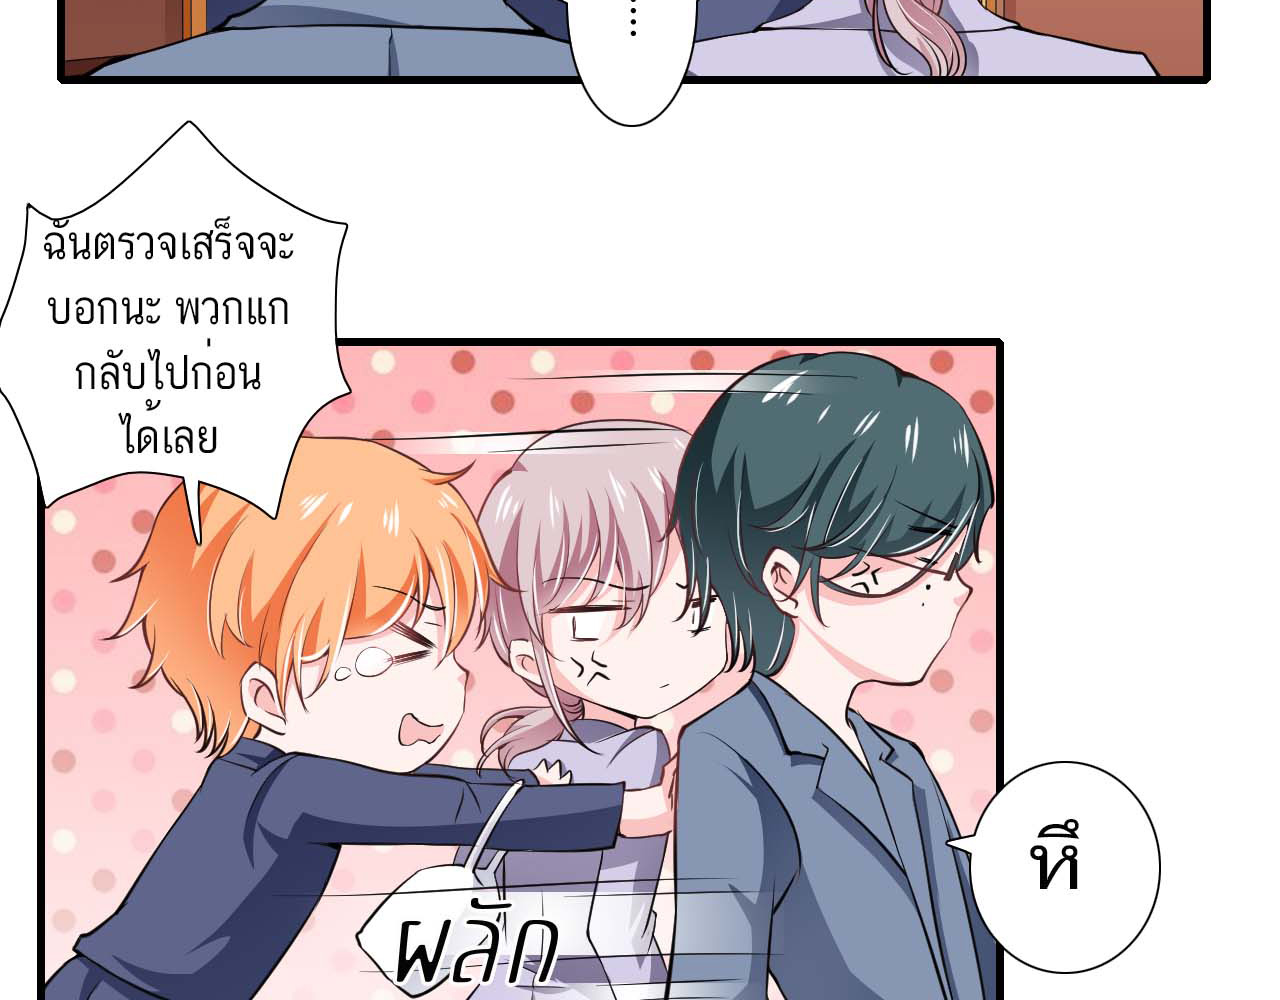 ...
ฉันตรวจเสร็จจะ
บอกนะ พวกแก
กลับไปก่อน
ได้เลย
หึ
ผลัก